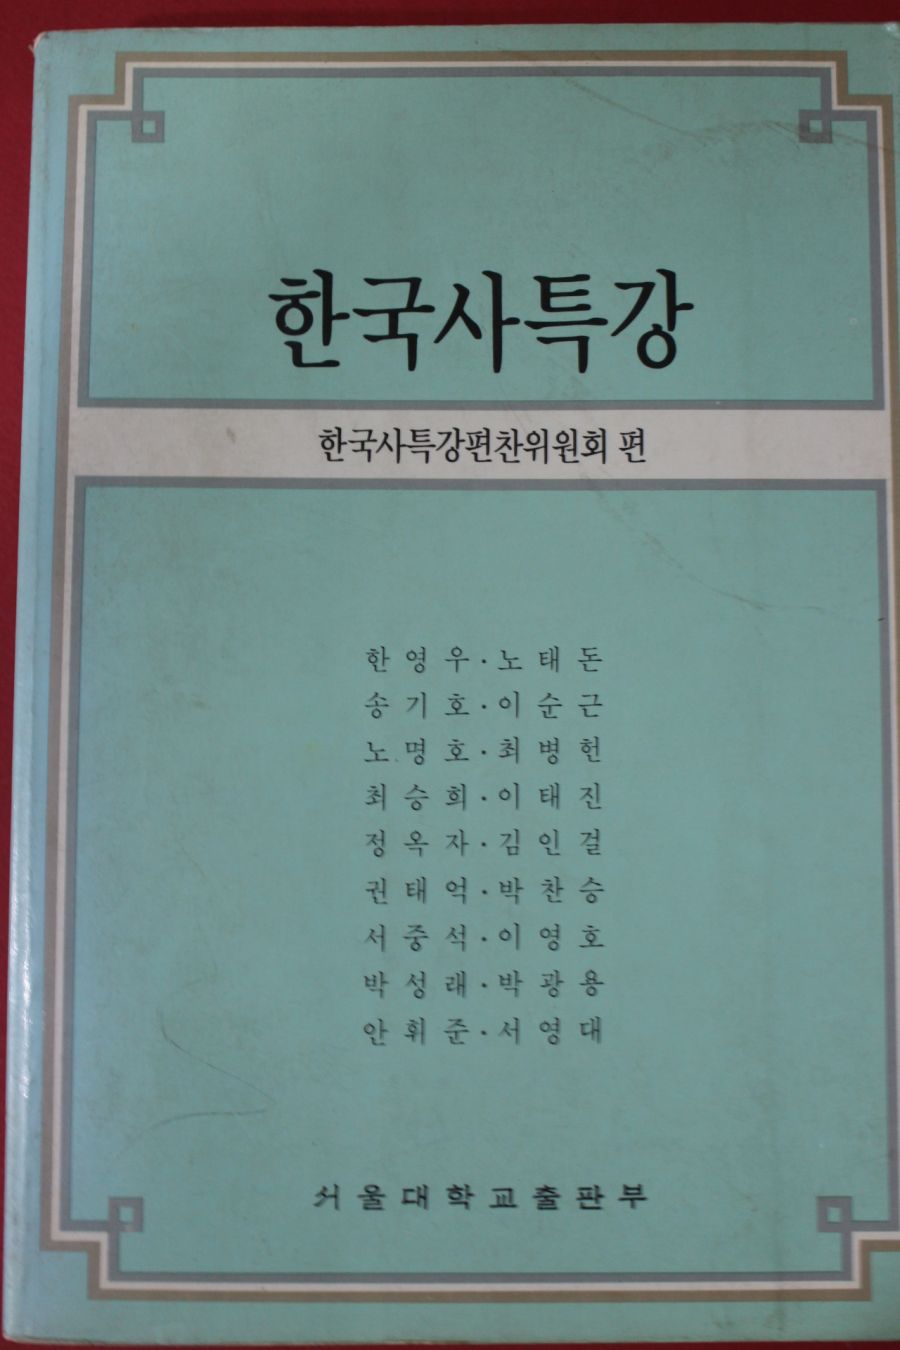 한국사특강
한국사특강편찬위원회 편
한영우·노태돈
송기호·이순근
노명호·최병헌
최승희·이태진
정옥자·김인걸
권태억·박찬승
서중석·이영호
박성래·박광용
안휘준·서영대
서울대학교출판부